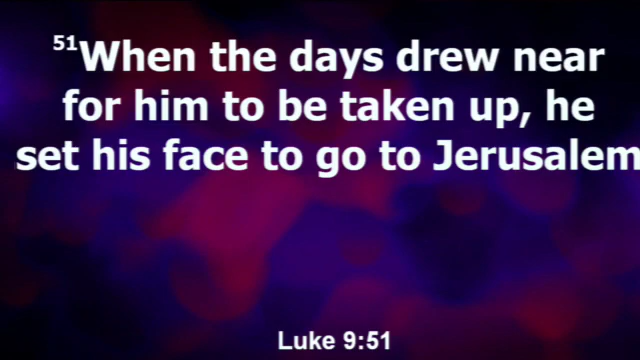 51When the days drew near
for him to be taken up, he
set his face to go to Jerusalem
Luke 9:51